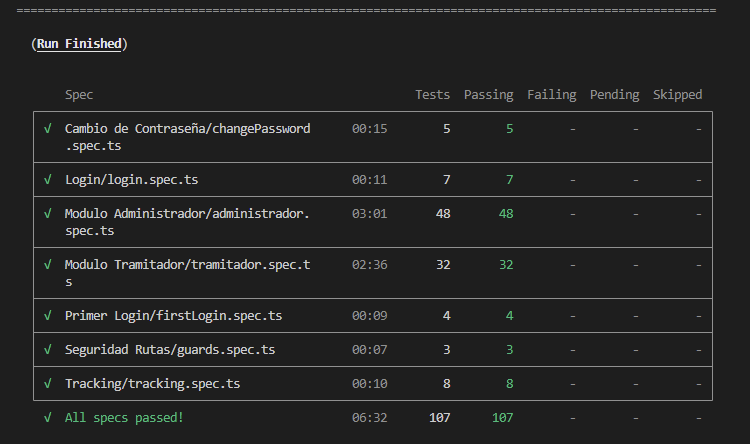 ================================================================================
(Run Finished)
Spec Tests Passing Failing Pending Skipped
√ Cambio de Contraseña/changePassword 00:15 5 5 - - -
.spec.ts
√ Login/login.spec.ts 00:11 7 7 - - -
√ Modulo Administrador/administrador. 03:01 48 48 - - -
spec.ts
√ Modulo Tramitador/tramitador.spec.t 02:36 32 32 - - -
s
√ Primer Login/firstLogin.spec.ts 00:09 4 4 - - -
√ Seguridad Rutas/guards.spec.ts 00:07 3 3 - - -
√ Tracking/tracking.spec.ts 00:10 8 8 - - -
√ All specs passed! 06:32 107 107 - - -